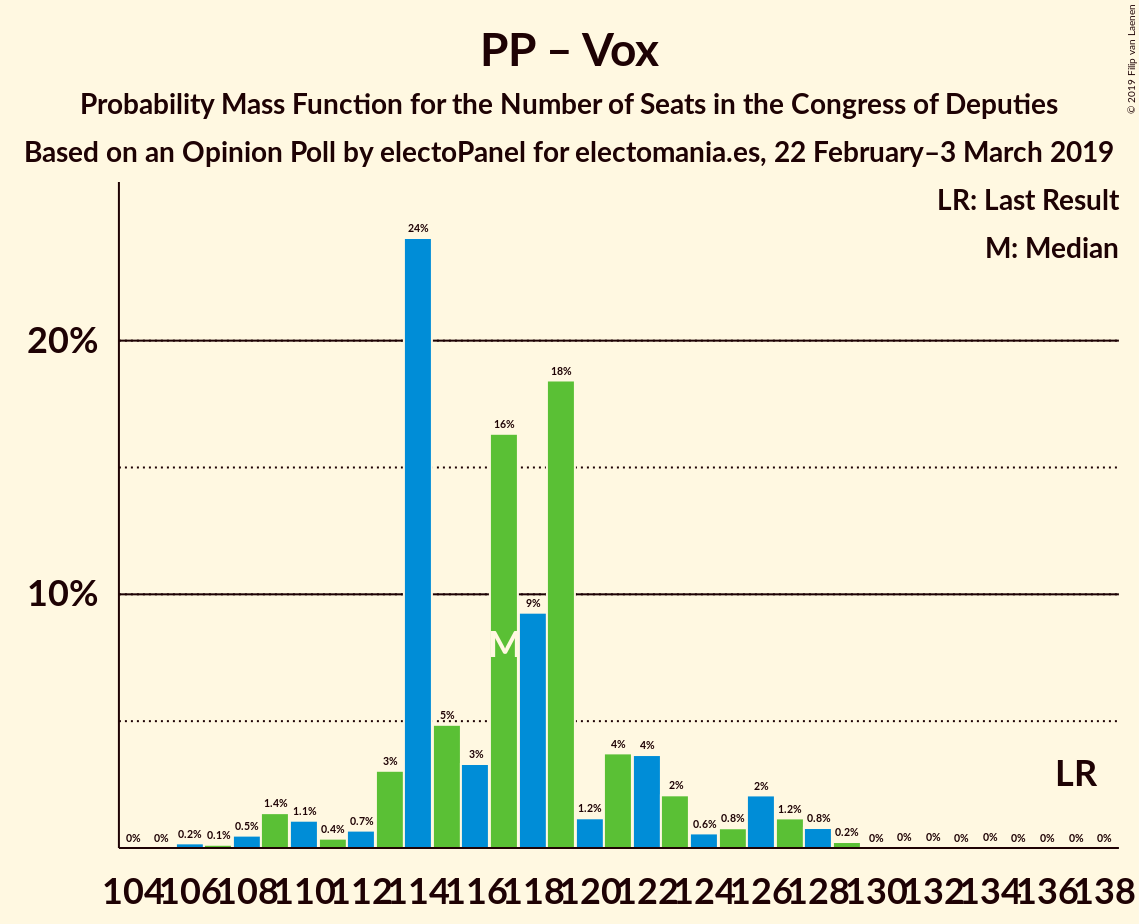 PP – Vox
Probability Mass Function for the Number of Seats in the Congress of Deputies
Based on an Opinion Poll by electoPanel for electomania.es, 22 February–3 March 2019
© 2019 Filip van Laenen
LR: Last Result
M: Median
20%
10%
0% 0% 0.2% 0.1% 0.5% 1.4% 1.1% 0.4% 0.7% 3% 24% 5% 3% 16% 9% 18% 1.2% 4% 4% 2% 0.6% 0.8% 2% 1.2% 0.8% 0.2% 0% 0% 0% 0% 0% 0% 0% 0% 0%
M
LR
104 106 108 110 112 114 116 118 120 122 124 126 128 130 132 134 136 138